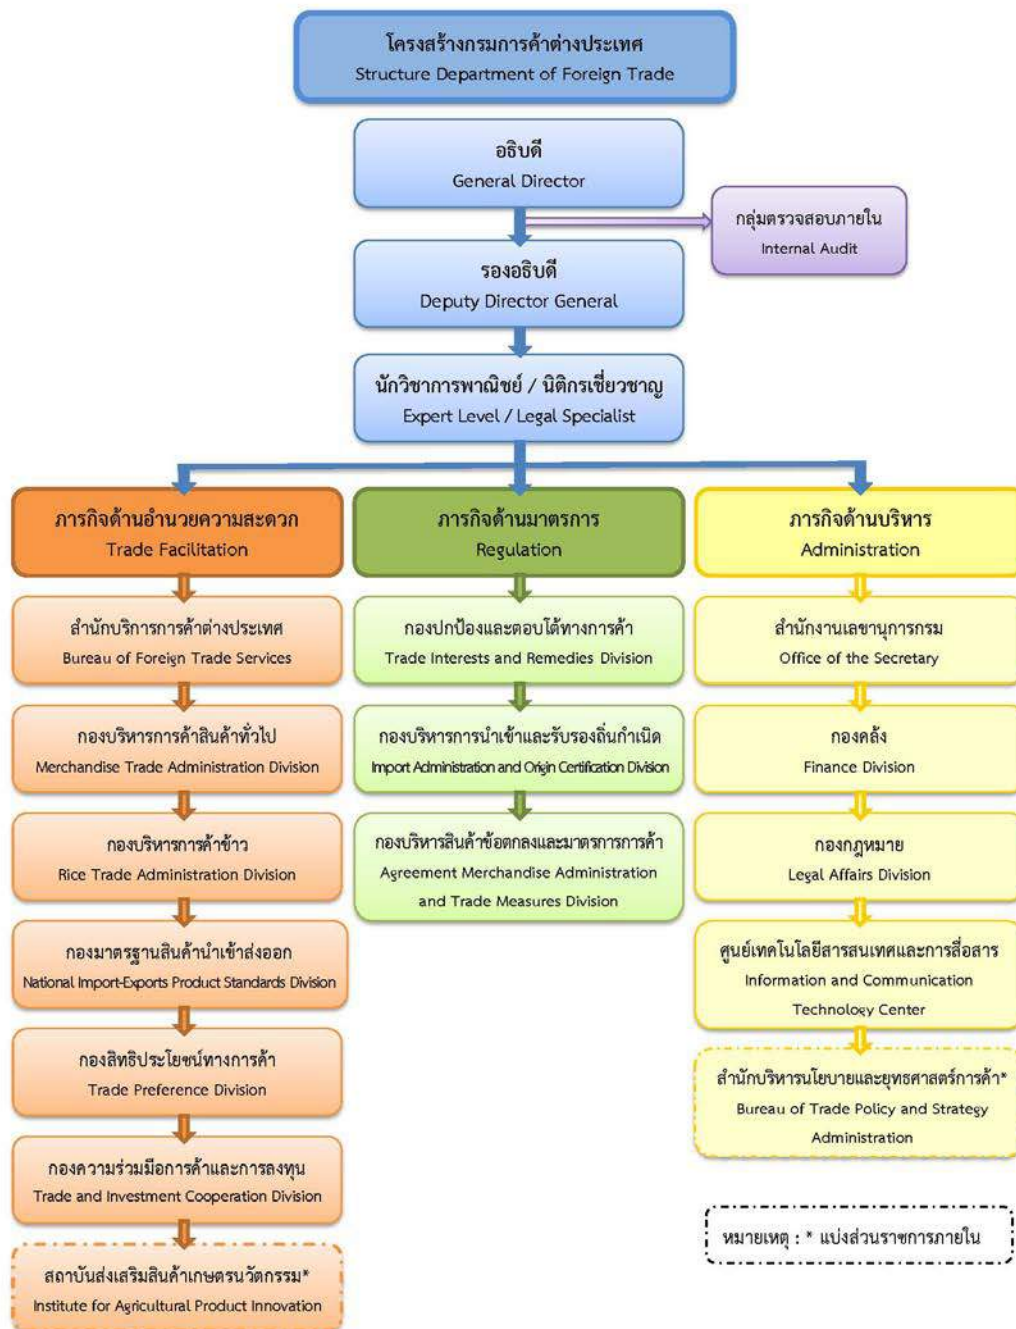 โครงสร้างกรมการค้าต่างประเทศ
Structure Department of Foreign Trade
อธิบดี
General Director
กลุ่มตรวจสอบภายใน
Internal Audit
รองอธิบดี
Deputy Director General
นักวิชาการพาณิชย์ / นิติกรเชี่ยวชาญ
Expert Level / Legal Specialist
ภารกิจด้านอำนวยความสะดวก
Trade Facilitation
สำนักบริการการค้าต่างประเทศ
Bureau of Foreign Trade Services
กองบริหารการค้าสินค้าทั่วไป
Merchandise Trade Administration Division
กองบริหารการค้าข้าว
Rice Trade Administration Division
กองมาตรฐานสินค้านำเข้าส่งออก
National Import-Exports Product Standards Division
กองสิทธิประโยชน์ทางการค้า
Trade Preference Division
กองความร่วมมือการค้าและการลงทุน
Trade and Investment Cooperation Division
สถาบันส่งเสริมสินค้าเกษตรนวัตกรรม*
Institute for Agricultural Product Innovation
ภารกิจด้านมาตรการ
Regulation
กองปกป้องและตอบโต้ทางการค้า
Trade Interests and Remedies Division
กองบริหารการนำเข้าและรับรองถิ่นกำเนิด
Import Administration and Origin Certification Division
กองบริหารสินค้าข้อตกลงและมาตรการการค้า
Agreement Merchandise Administration
and Trade Measures Division
ภารกิจด้านบริหาร
Administration
สำนักงานเลขานุการกรม
Office of the Secretary
กองคลัง
Finance Division
กองกฎหมาย
Legal Affairs Division
ศูนย์เทคโนโลยีสารสนเทศและการสื่อสาร
Information and Communication
Technology Center
สำนักบริหารนโยบายและยุทธศาสตร์การค้า*
Bureau of Trade Policy and Strategy
Administration
หมายเหตุ : * แบ่งส่วนราชการภายใน